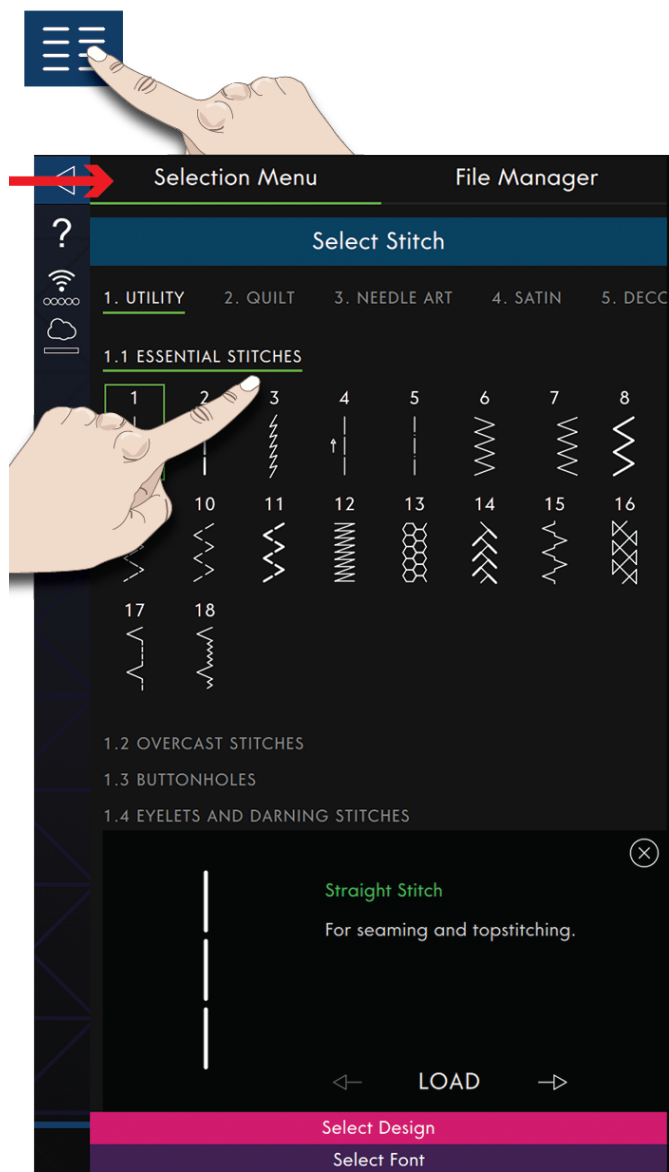 Selection Menu File Manager
?
Select Stitch
1. UTILITY 2. QUILT 3. NEEDLE ART 4. SATIN 5. DECC
1.1 ESSENTIAL STITCHES
1 2 3 4 5 6 7 8
10 11 12 13 14 15 16
17 18
1.2 OVERCAST STITCHES
1.3 BUTTONHOLES
1.4 EYELETS AND DARNING STITCHES
Straight Stitch
For seaming and topstitching.
LOAD
Select Design
Select Font